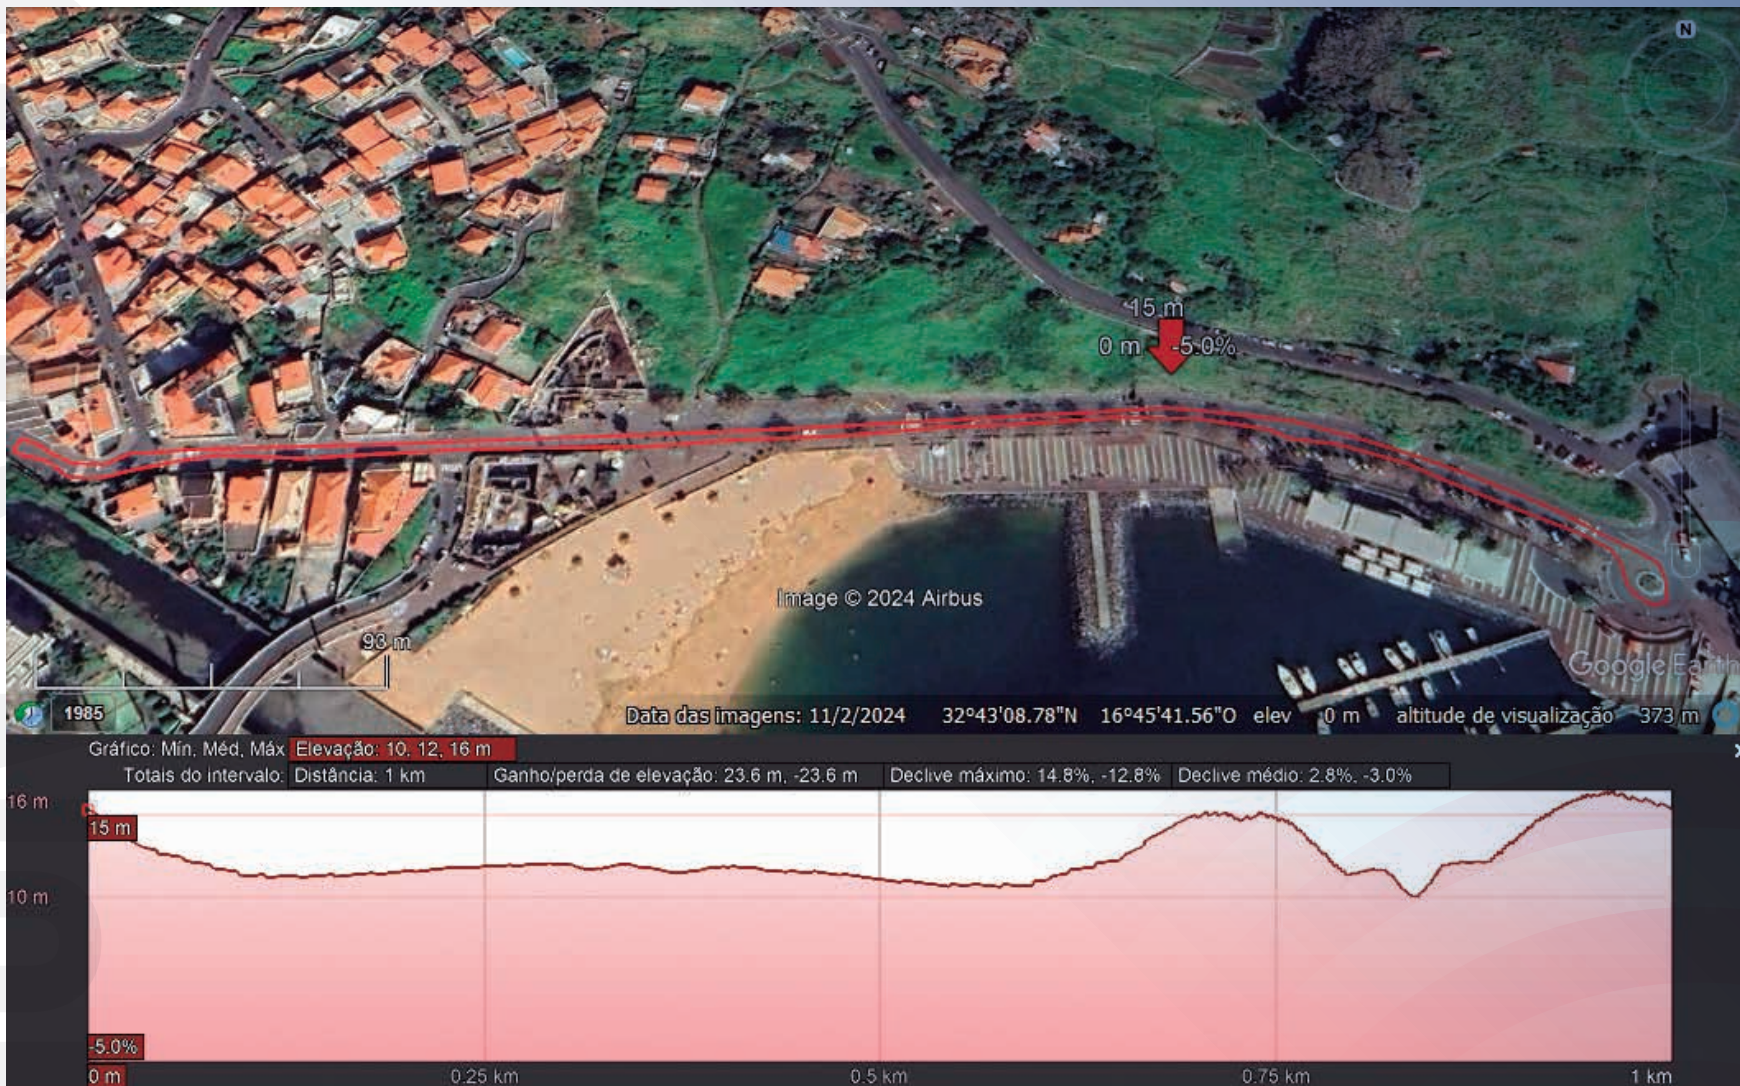 N
15 m
0 m -5.0%
Image © 2024 Airbus
93 m
Google Earth
1985
Data das imagens: 11/2/2024 32°43'08.78"N 16°45'41.56"O elev 0 m altitude de visualização 373 m
Gráfico: Mín, Méd, Máx Elevação: 10, 12, 16 m
Totais do intervalo: Distância: 1 km Ganho/perda de elevação: 23.6 m, -23.6 m Declive máximo: 14.8%, -12.8% Declive médio: 2.8%, -3.0%
16 m
15 m
10 m
-5.0%
0 m 0.25 km 0.5 km 0.75 km 1 km